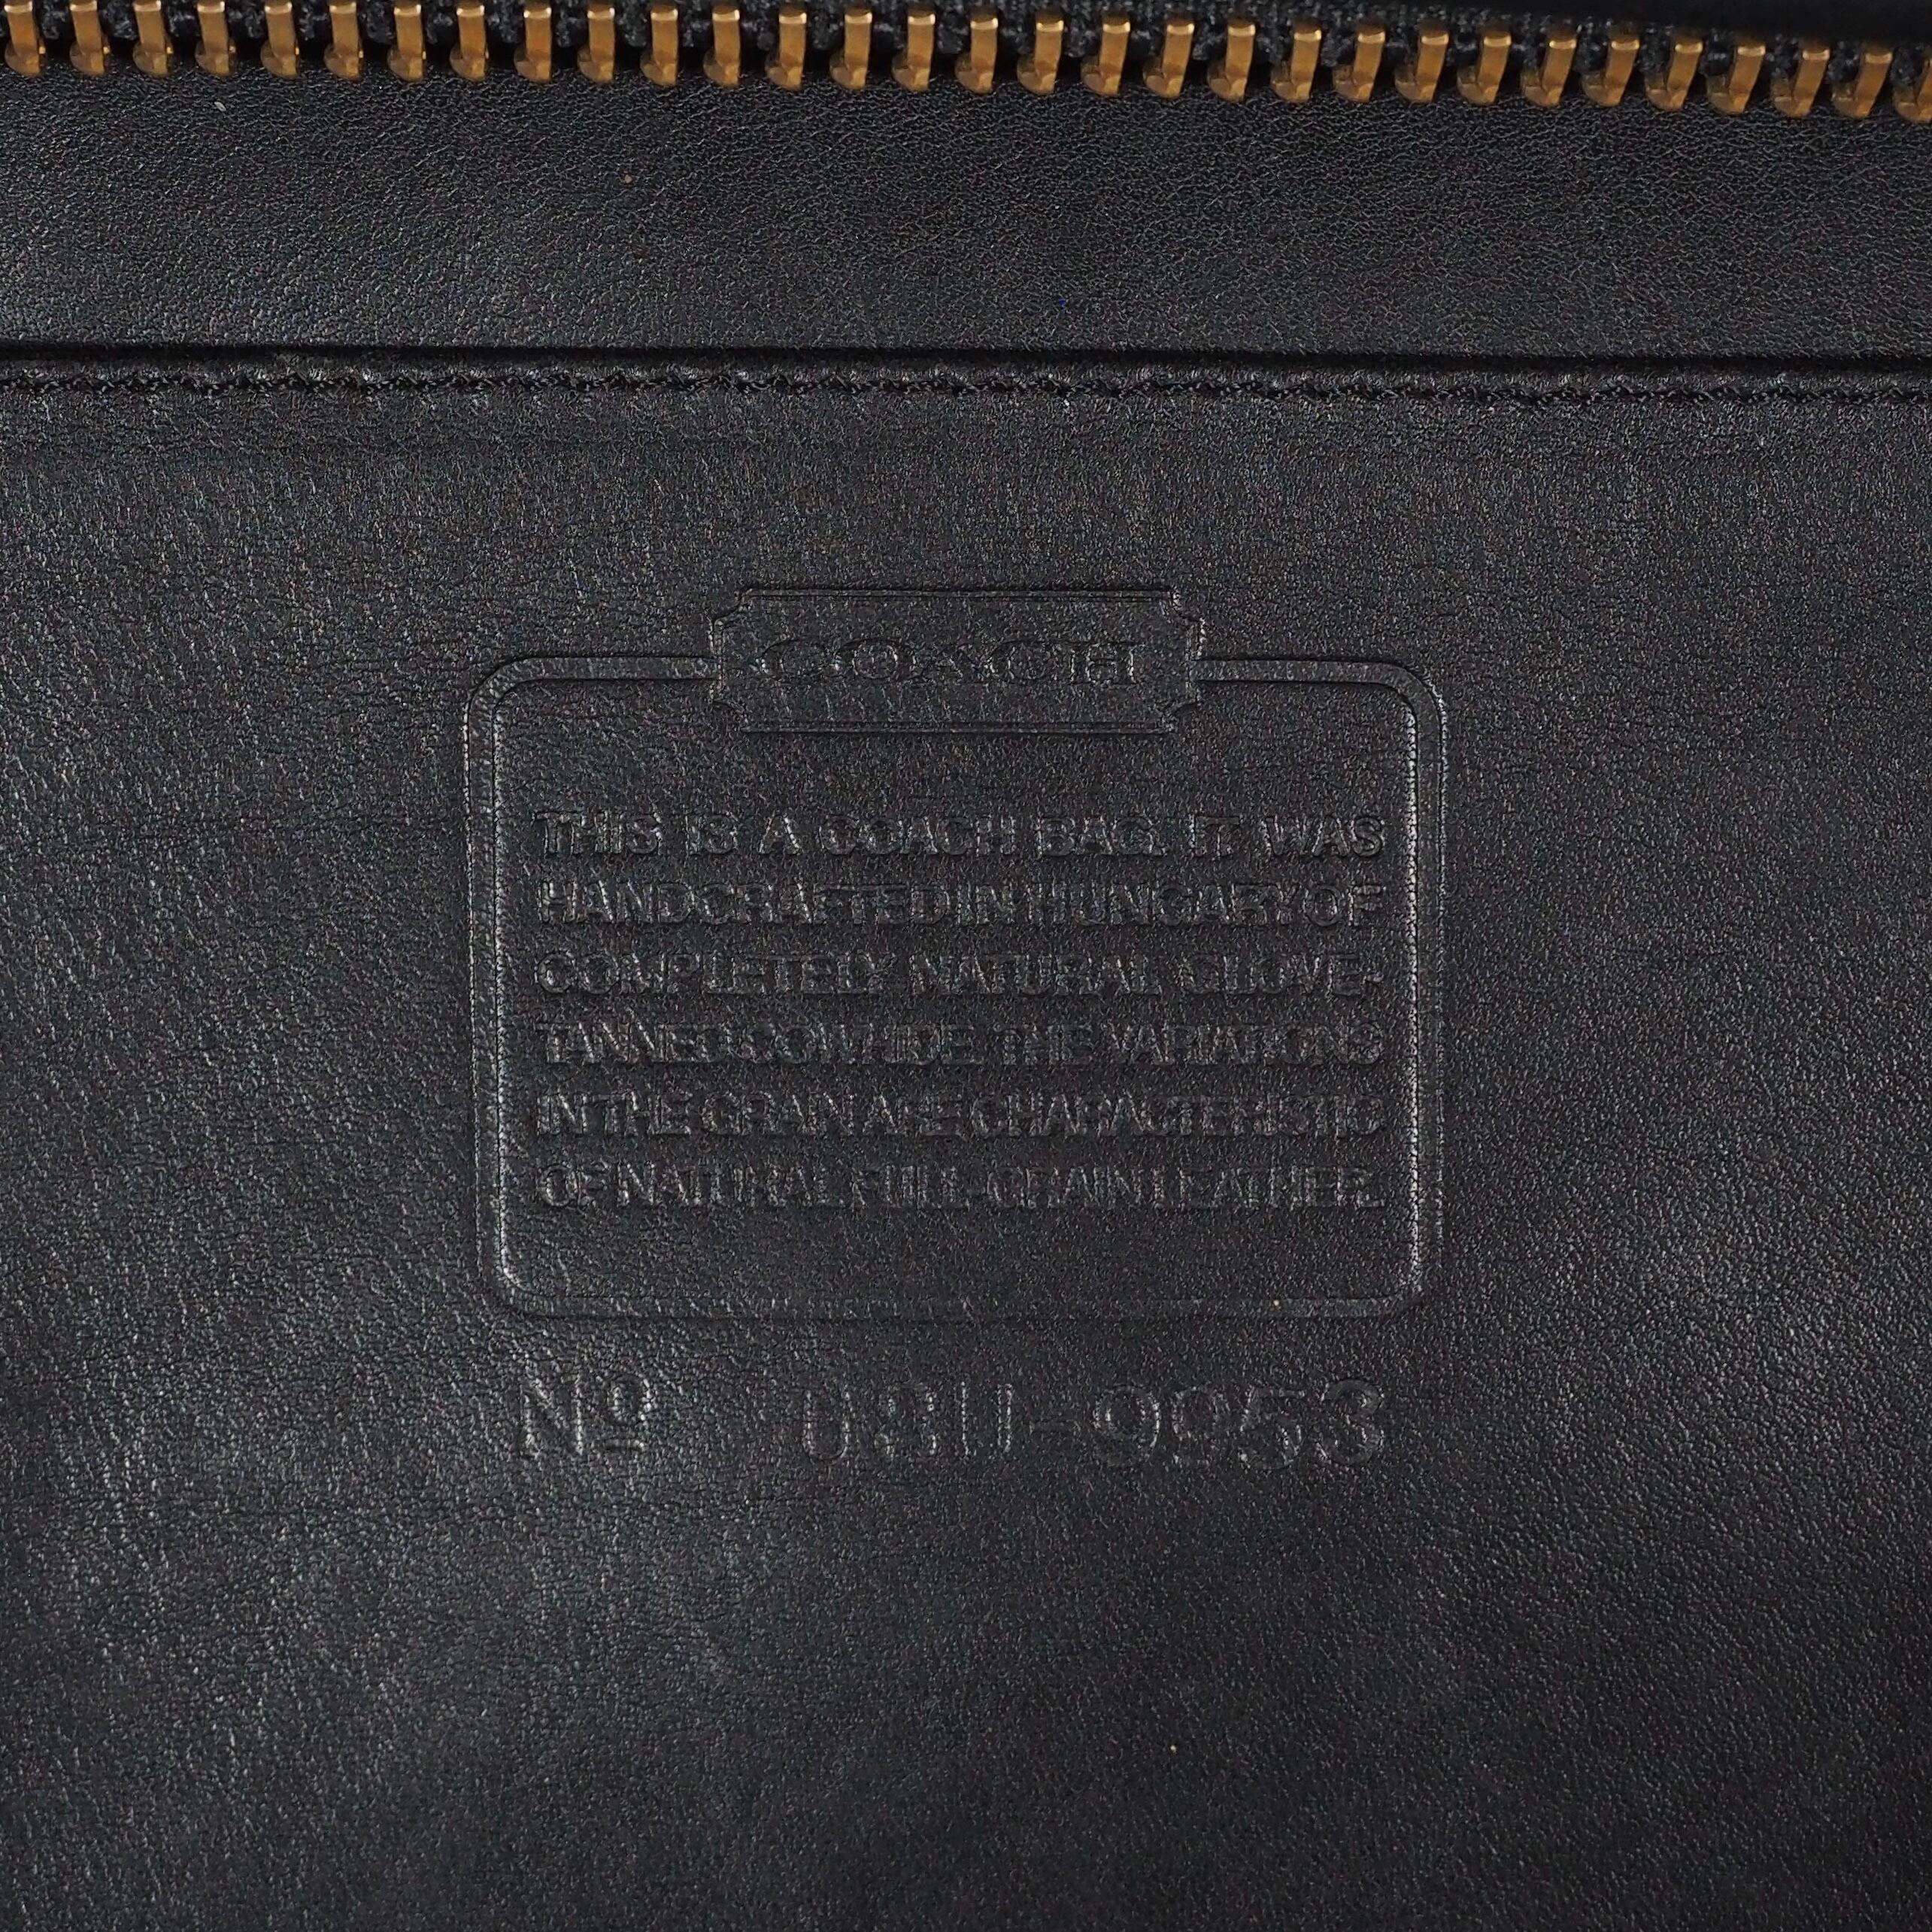 COACH
THIS IS A COACH BAG. IT WAS
HANDCRAFTED IN HUNGARY OF
COMPLETELY NATURAL GLOVE-
TANNED COWHIDE. THE VARIATIONS
IN THE GRAIN ARE CHARACTERISTIC
OF NATURAL FULL-GRAIN LEATHER.
Nº